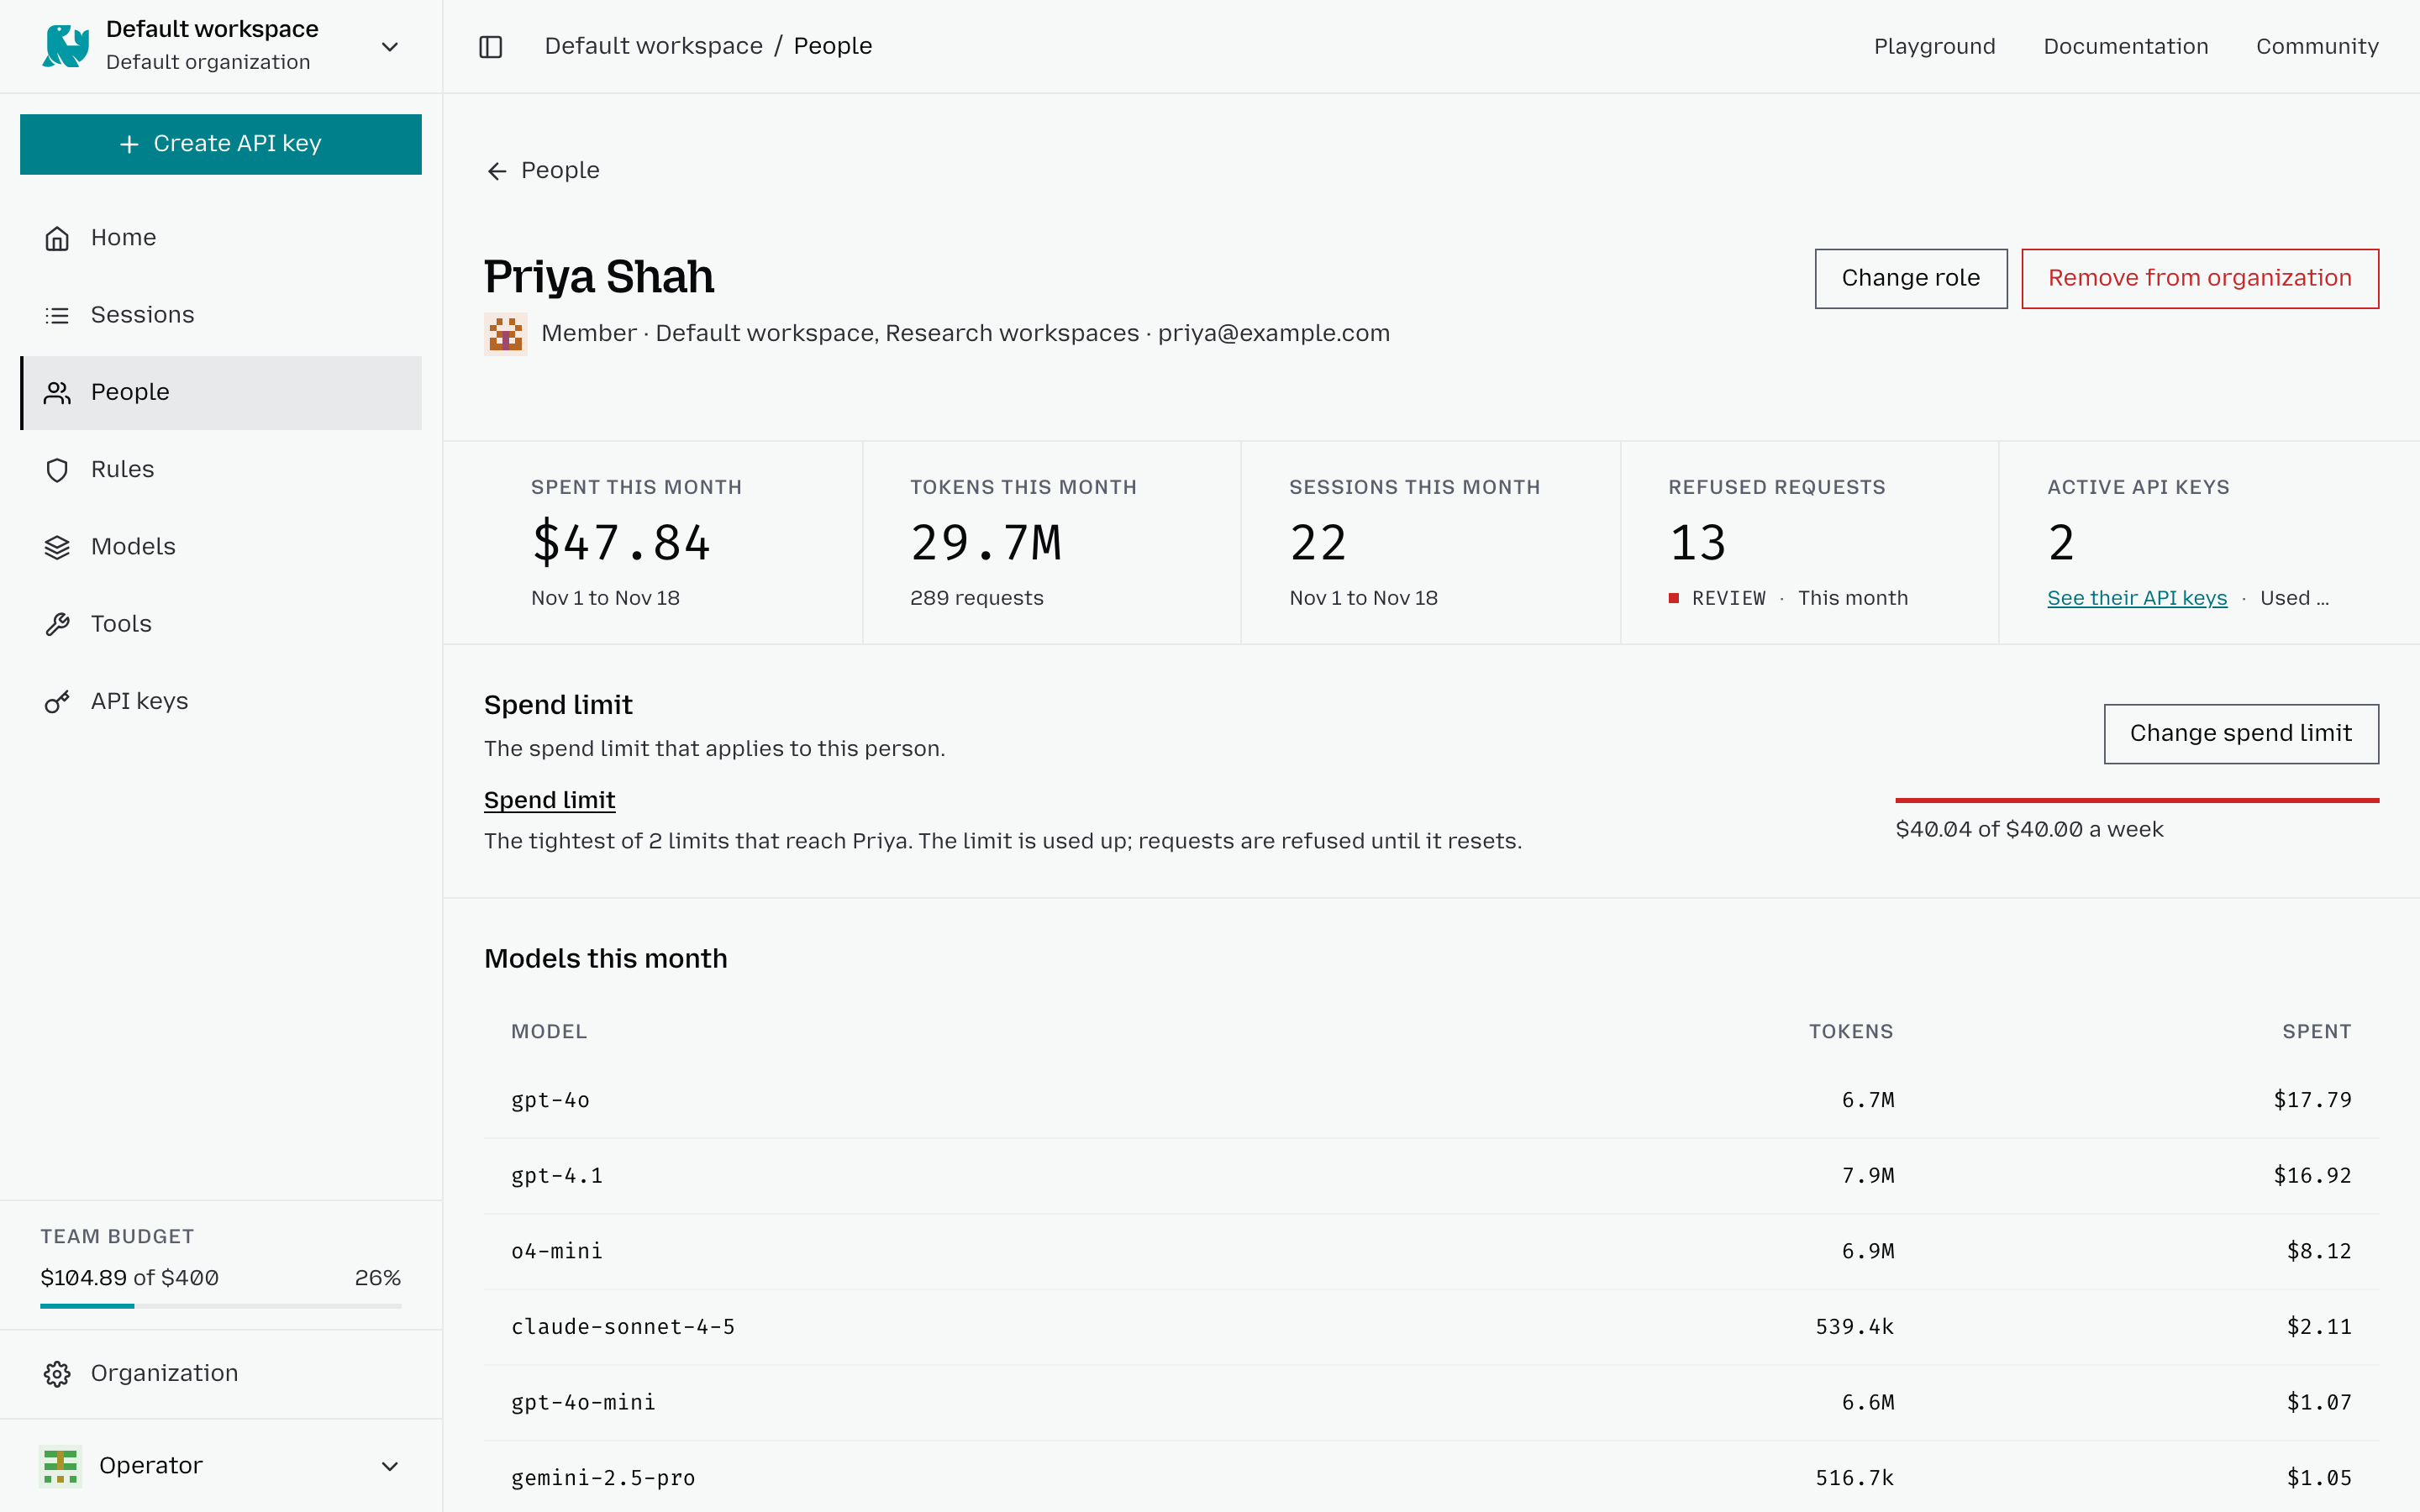 Default workspace
Default organization
Default workspace / People
Playground
Documentation
Community
Create API key
Home
Sessions
People
Rules
Models
Tools
API keys
TEAM BUDGET
$104.89 of $400
26%
Organization
Operator
People
Priya Shah
Member · Default workspace, Research workspaces · priya@example.com
Change role
Remove from organization
SPENT THIS MONTH
$47.84
Nov 1 to Nov 18
TOKENS THIS MONTH
29.7M
289 requests
SESSIONS THIS MONTH
22
Nov 1 to Nov 18
REFUSED REQUESTS
13
REVIEW · This month
ACTIVE API KEYS
2
See their API keys · Used ...
Spend limit
The spend limit that applies to this person.
Change spend limit
Spend limit
The tightest of 2 limits that reach Priya. The limit is used up; requests are refused until it resets.
$40.04 of $40.00 a week
Models this month
MODEL TOKENS SPENT
gpt-4o 6.7M $17.79
gpt-4.1 7.9M $16.92
o4-mini 6.9M $8.12
claude-sonnet-4-5 539.4k $2.11
gpt-4o-mini 6.6M $1.07
gemini-2.5-pro 516.7k $1.05